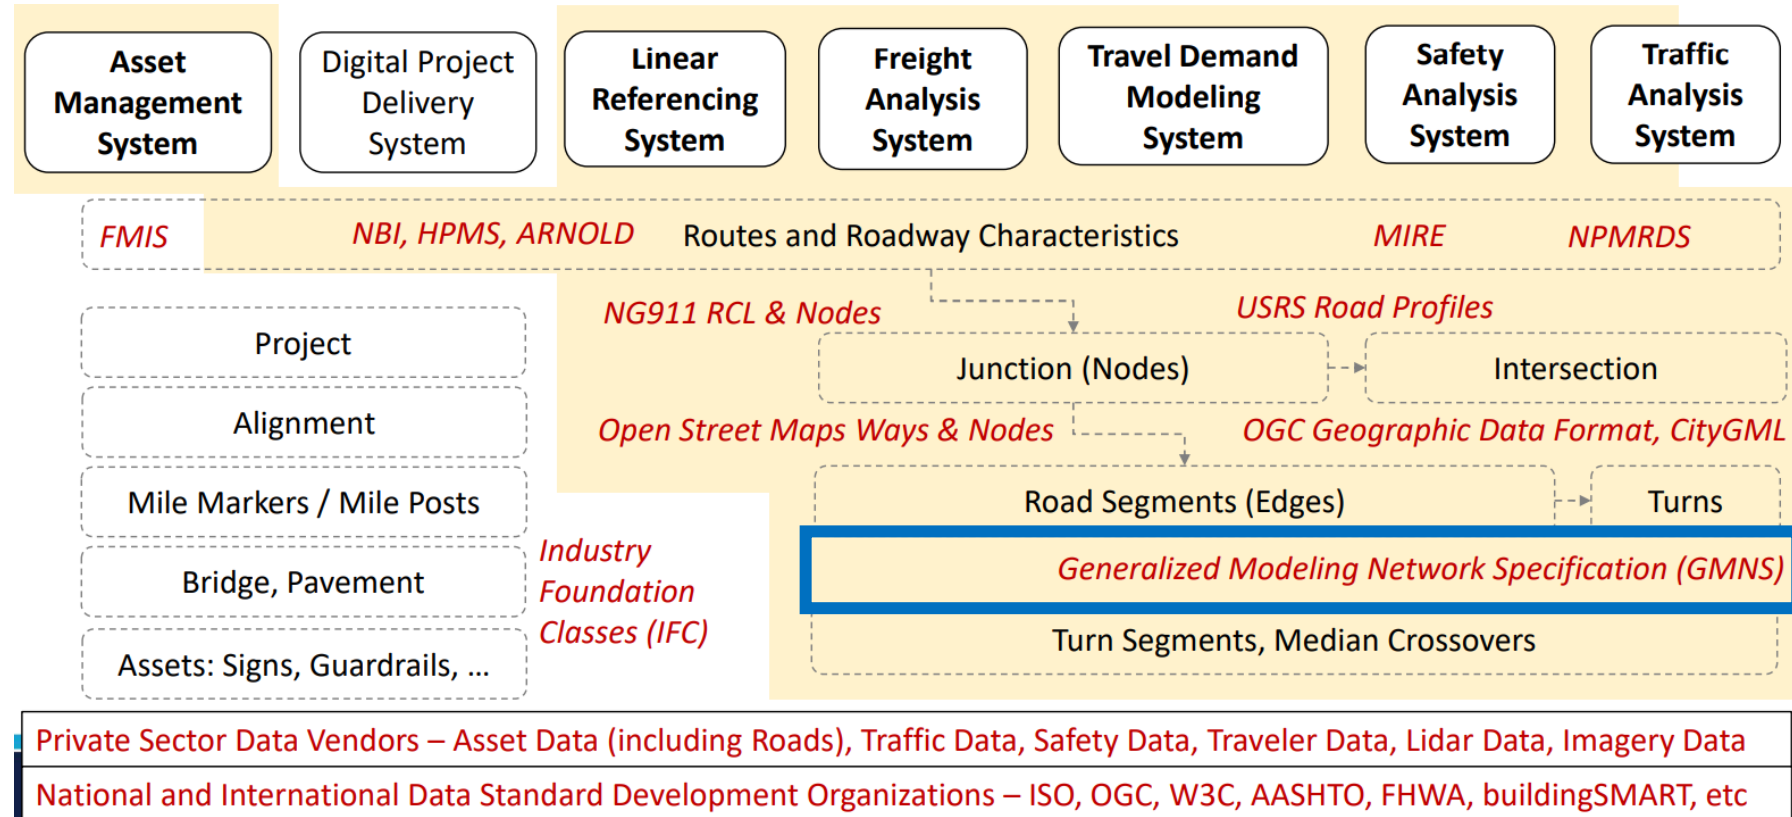 Asset
Management
System
Digital Project
Delivery
System
Linear
Referencing
System
Freight
Analysis
System
Travel Demand
Modeling
System
Safety
Analysis
System
Traffic
Analysis
System
FMIS
NBI, HPMS, ARNOLD
Routes and Roadway Characteristics
MIRE
NPMRDS
NG911 RCL & Nodes
USRS Road Profiles
Project
Junction (Nodes)
Intersection
Alignment
Open Street Maps Ways & Nodes
OGC Geographic Data Format, CityGML
Mile Markers / Mile Posts
Road Segments (Edges)
Turns
Bridge, Pavement
Industry
Foundation
Classes (IFC)
Generalized Modeling Network Specification (GMNS)
Assets: Signs, Guardrails, ...
Turn Segments, Median Crossovers
Private Sector Data Vendors – Asset Data (including Roads), Traffic Data, Safety Data, Traveler Data, Lidar Data, Imagery Data
National and International Data Standard Development Organizations – ISO, OGC, W3C, AASHTO, FHWA, buildingSMART, etc